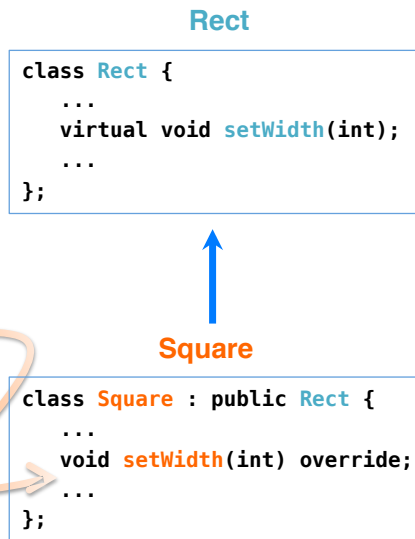 Rect
class Rect {
...
virtual void setWidth(int);
...
};
Square
class Square : public Rect {
...
void setWidth(int) override;
...
};